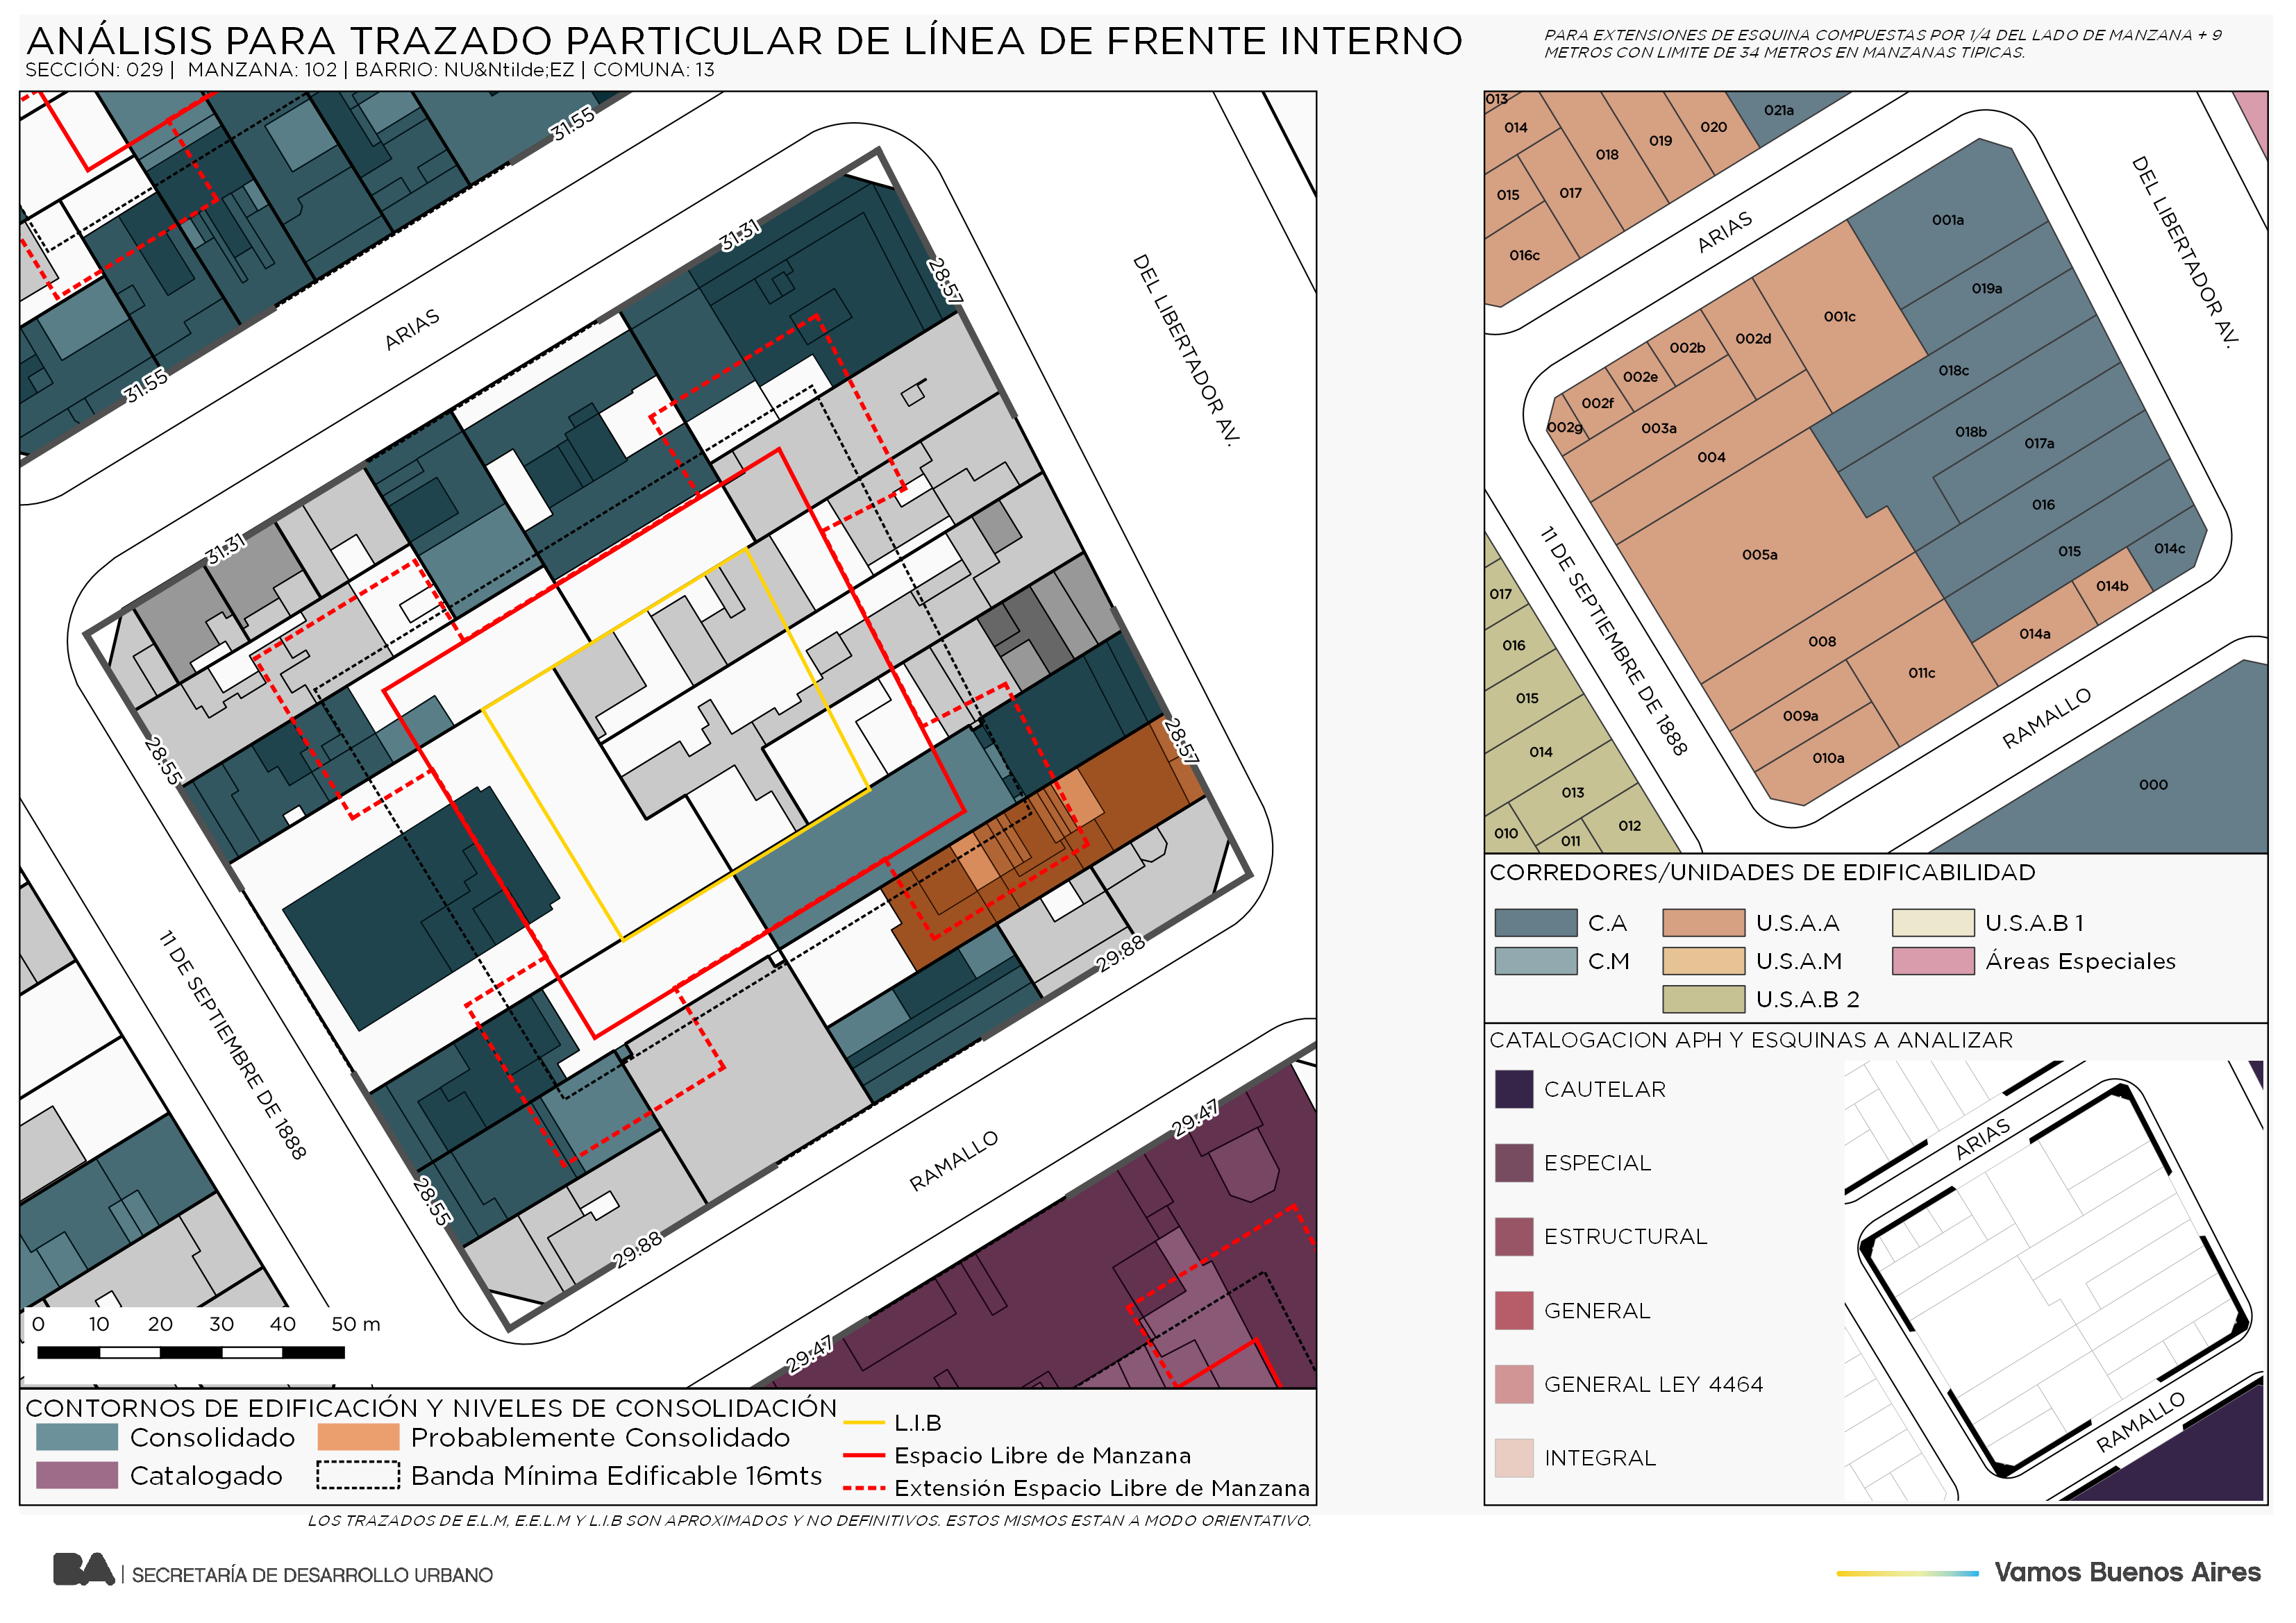 ANÁLISIS PARA TRAZADO PARTICULAR DE LÍNEA DE FRENTE INTERNO
SECCIÓN: 029 | MANZANA: 102 | BARRIO: NU&Ntilde;EZ | COMUNA: 13
PARA EXTENSIONES DE ESQUINA COMPUESTAS POR 1/4 DEL LADO DE MANZANA + 9
METROS CON LIMITE DE 34 METROS EN MANZANAS TIPICAS.
31.55
31.55
ARIAS
31.31
31.31
28.57
28.57
DEL LIBERTADOR AV.
28.55
28.55
11 DE SEPTIEMBRE DE 1888
29.88
29.88
RAMALLO
29.47
29.47
0 10 20 30 40 50 m
CONTORNOS DE EDIFICACIÓN Y NIVELES DE CONSOLIDACIÓN
Consolidado
Probablemente Consolidado
Catalogado
Banda Mínima Edificable 16mts
L.I.B
Espacio Libre de Manzana
Extensión Espacio Libre de Manzana
LOS TRAZADOS DE E.L.M, E.E.L.M Y L.I.B SON APROXIMADOS Y NO DEFINITIVOS. ESTOS MISMOS ESTAN A MODO ORIENTATIVO.
013
014
015
016c
017
018
019
020
021a
ARIAS
DEL LIBERTADOR AV.
001a
019a
001c
002d
002b
002e
002f
002g
003a
004
018c
018b
017a
016
015
014c
014b
014a
005a
008
011c
009a
010a
11 DE SEPTIEMBRE DE 1888
RAMALLO
017
016
015
014
013
012
011
010
000
CORREDORES/UNIDADES DE EDIFICABILIDAD
C.A
U.S.A.A
U.S.A.B 1
C.M
U.S.A.M
Áreas Especiales
U.S.A.B 2
CATALOGACION APH Y ESQUINAS A ANALIZAR
CAUTELAR
ESPECIAL
ESTRUCTURAL
GENERAL
GENERAL LEY 4464
INTEGRAL
ARIAS
RAMALLO
BA | SECRETARÍA DE DESARROLLO URBANO
Vamos Buenos Aires